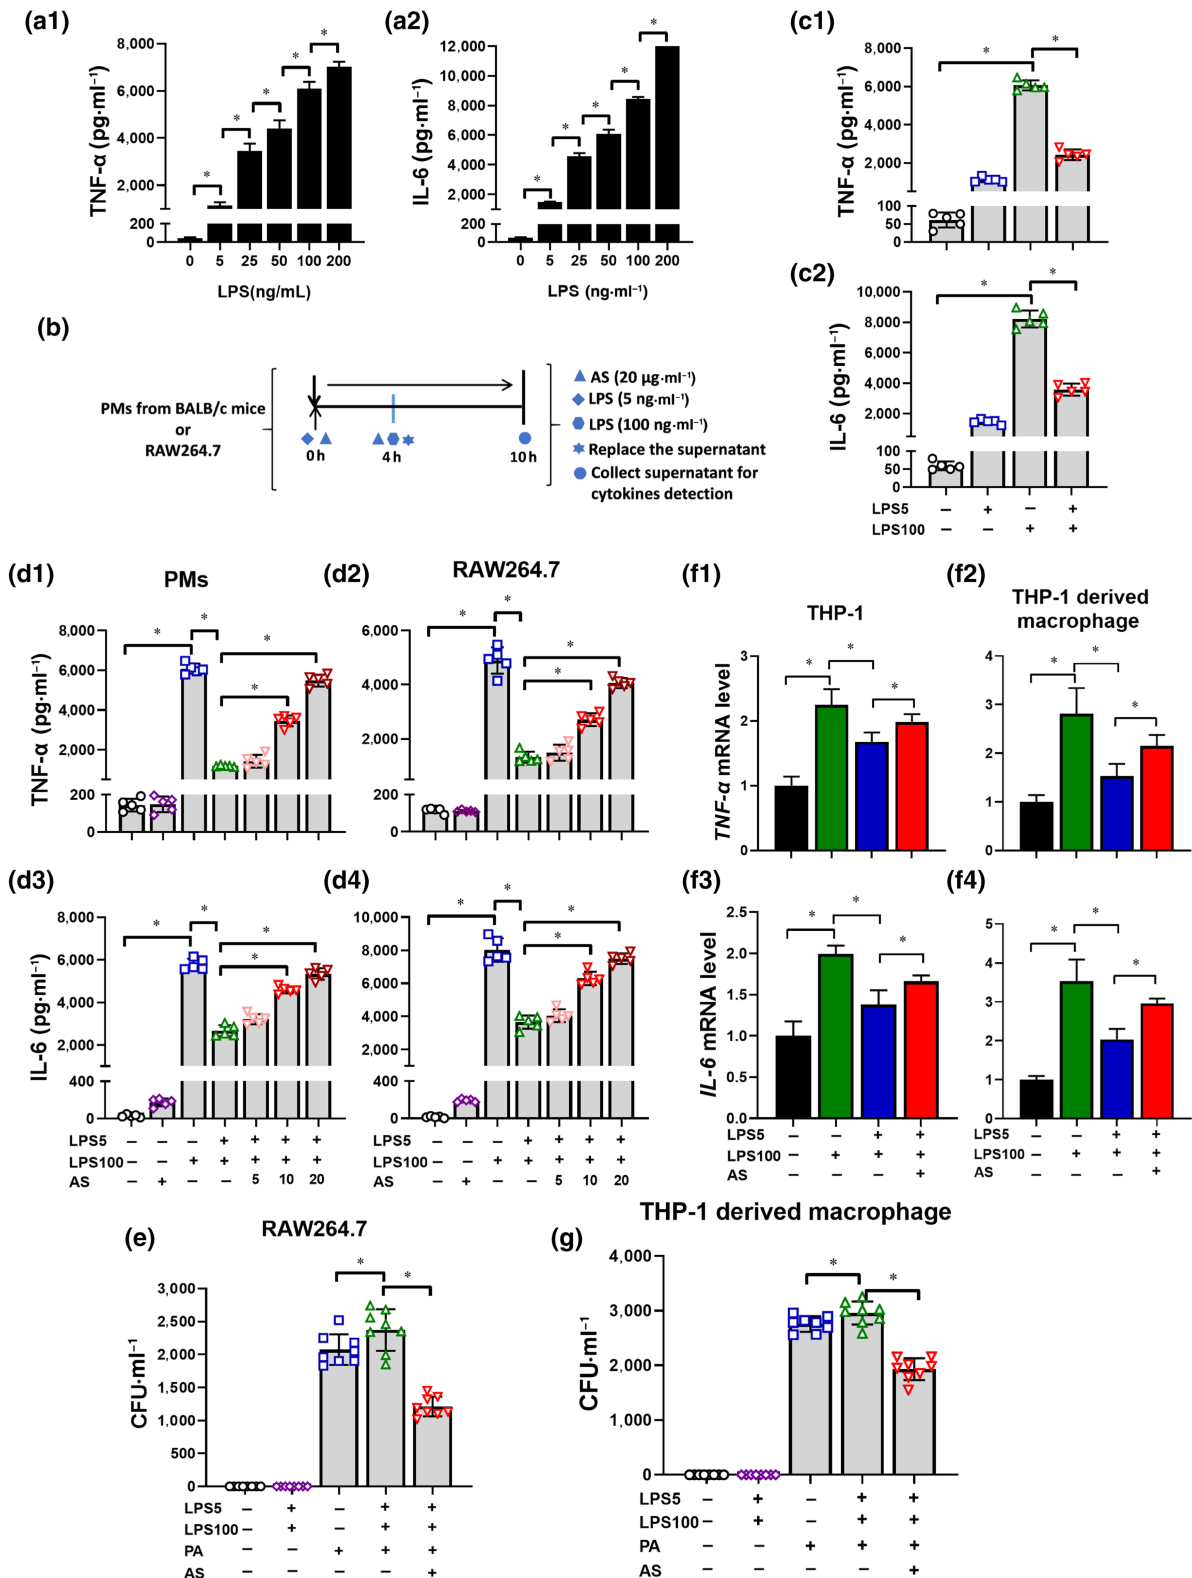 (a1)
TNF-α (pg·ml⁻¹)
8,000
6,000
4,000
2,000
200
0
* * * * *
0 5 25 50 100 200
LPS(ng/mL)
(a2)
IL-6 (pg·ml⁻¹)
12,000
10,000
8,000
6,000
4,000
2,000
200
0
* * * * *
0 5 25 50 100 200
LPS (ng·ml⁻¹)
(b)
PMs from BALB/c mice
or
RAW264.7
0h 4h 10h
AS (20 µg·ml⁻¹)
LPS (5 ng·ml⁻¹)
LPS (100 ng·ml⁻¹)
Replace the supernatant
Collect supernatant for
cytokines detection
(c1)
TNF-α (pg·ml⁻¹)
8,000
6,000
4,000
2,000
100
50
0
* *
(c2)
IL-6 (pg·ml⁻¹)
10,000
8,000
6,000
4,000
2,000
100
50
0
* *
LPS5 – + – +
LPS100 – – + +
(d1)
PMs
TNF-α (pg·ml⁻¹)
8,000
6,000
4,000
2,000
200
0
* * * *
(d2)
RAW264.7
6,000
4,000
2,000
200
0
* * * *
(d3)
IL-6 (pg·ml⁻¹)
8,000
6,000
4,000
2,000
400
0
* * * *
(d4)
10,000
8,000
6,000
4,000
2,000
400
0
* * * *
LPS5 – – – + + + + – – – + + + +
LPS100 – – + + + + + – – + + + + +
AS – + – – 5 10 20 – + – – 5 10 20
(f1)
THP-1
TNF-α mRNA level
3
2
1
0
* * *
(f2)
THP-1 derived
macrophage
4
3
2
1
0
* * *
(f3)
IL-6 mRNA level
2.5
2.0
1.5
1.0
0.5
0.0
* * *
LPS5 – – + +
LPS100 – + + +
AS – – – +
(f4)
5
4
3
2
1
0
* * *
LPS5 – – + +
LPS100 – + + +
AS – – – +
(e)
RAW264.7
CFU·ml⁻¹
3,000
2,500
2,000
1,500
1,000
500
0
* *
LPS5 – + – + +
LPS100 – + – + +
PA – – + + +
AS – – – – +
(g)
THP-1 derived macrophage
CFU·ml⁻¹
4,000
3,000
2,000
1,000
0
* *
LPS5 – + – + +
LPS100 – + – + +
PA – – + + +
AS – – – – +